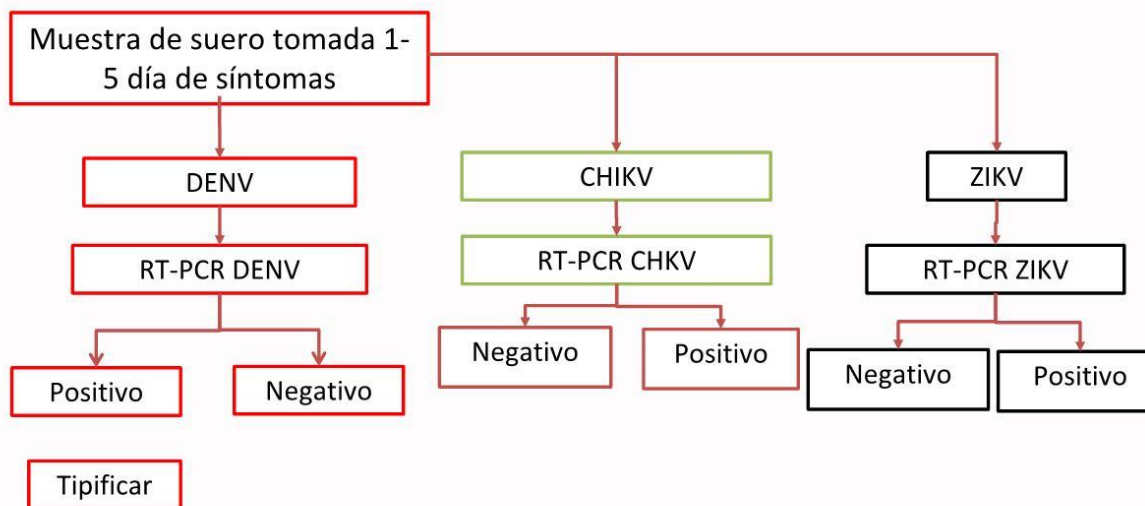 Muestra de suero tomada 1-
5 día de síntomas
DENV
CHIKV
ZIKV
RT-PCR DENV
RT-PCR CHKV
RT-PCR ZIKV
Positivo
Negativo
Negativo
Positivo
Negativo
Positivo
Tipificar